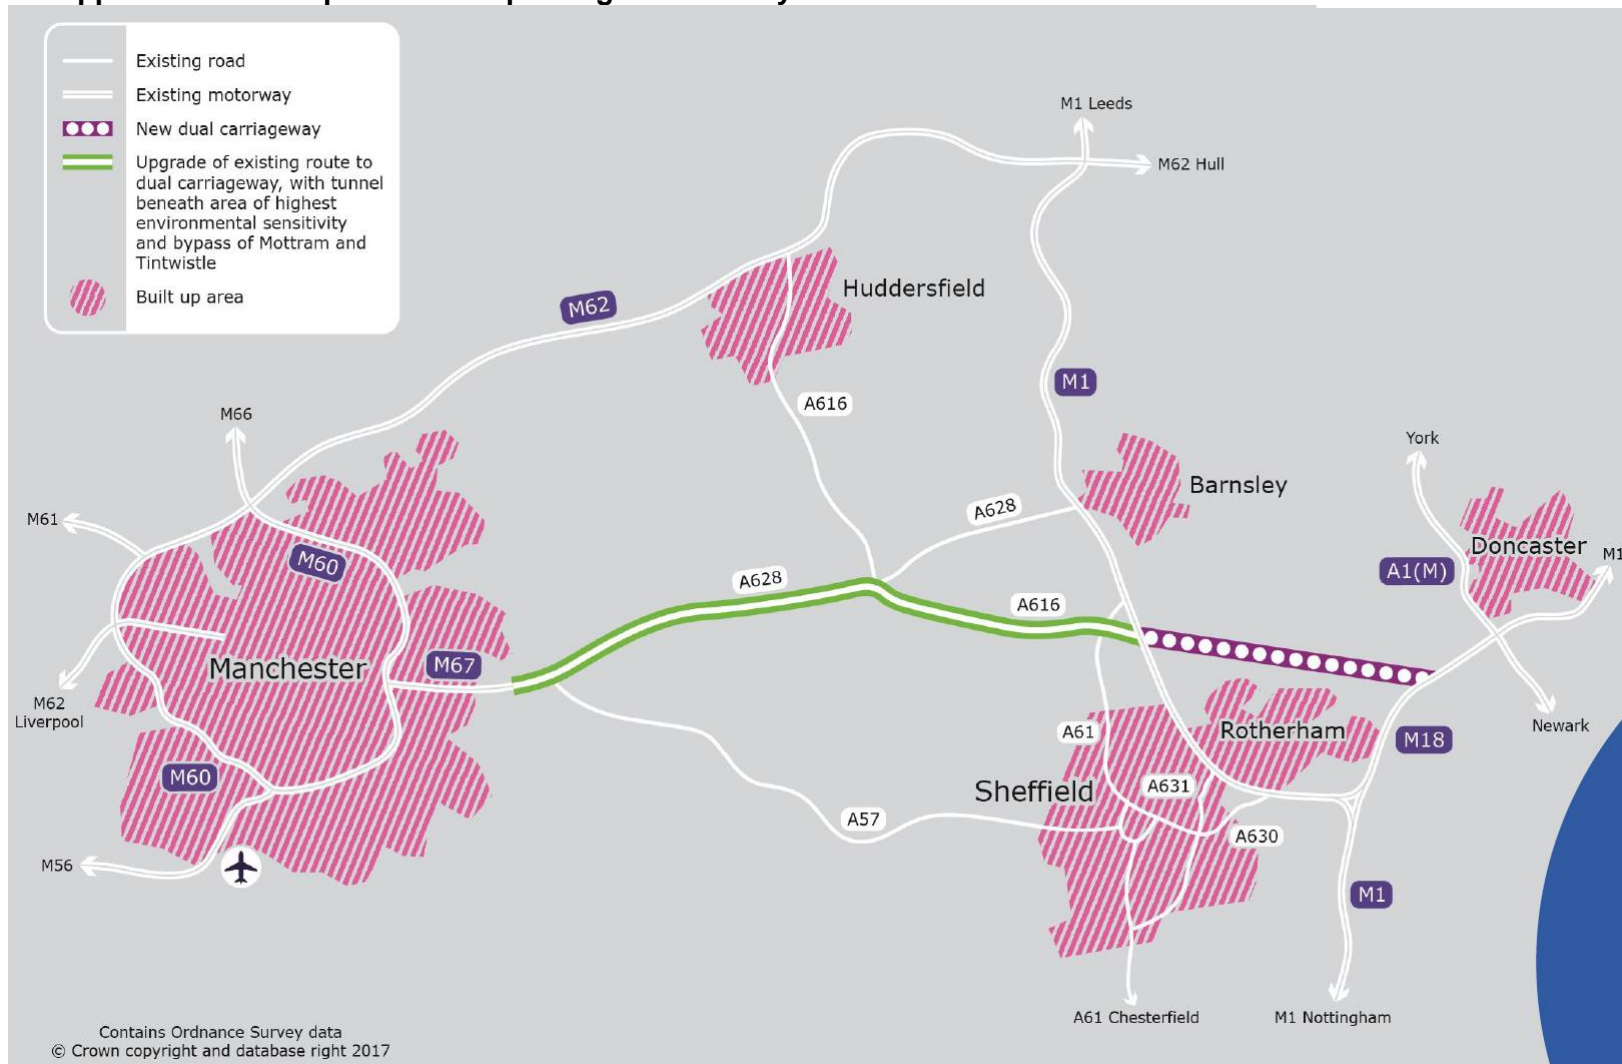 Existing road
Existing motorway
New dual carriageway
Upgrade of existing route to
dual carriageway, with tunnel
beneath area of highest
environmental sensitivity
and bypass of Mottram and
Tintwistle
Built up area
M1 Leeds
M62 Hull
Huddersfield
M62
M1
A616
M66
York
Barnsley
M61
A628
Doncaster
M60
A1(M)
M1
A628
A616
Manchester
M67
M62
Liverpool
A61
Rotherham
M18
Newark
M60
Sheffield
A631
A57
A630
M56
M1
A61 Chesterfield
M1 Nottingham
Contains Ordnance Survey data
© Crown copyright and database right 2017